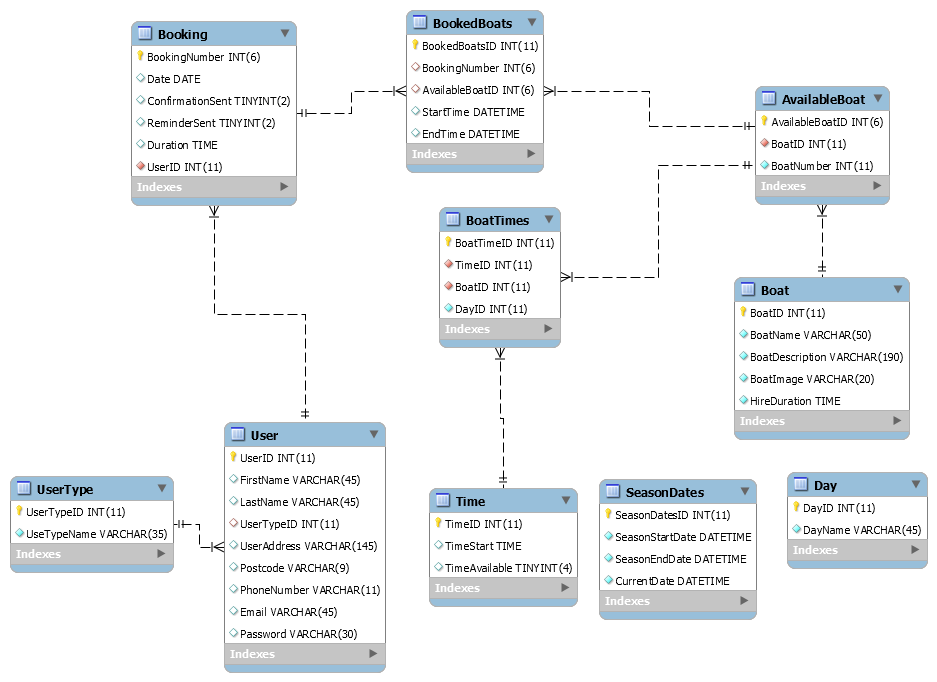 Booking
BookingNumber INT(6)
Date DATE
ConfirmationSent TINYINT(2)
ReminderSent TINYINT(2)
Duration TIME
UserID INT(11)
Indexes
BookedBoats
BookedBoatsID INT(11)
BookingNumber INT(6)
AvailableBoatID INT(6)
StartTime DATETIME
EndTime DATETIME
Indexes
AvailableBoat
AvailableBoatID INT(6)
BoatID INT(11)
BoatNumber INT(11)
Indexes
BoatTimes
BoatTimeID INT(11)
TimeID INT(11)
BoatID INT(11)
DayID INT(11)
Indexes
Boat
BoatID INT(11)
BoatName VARCHAR(50)
BoatDescription VARCHAR(190)
BoatImage VARCHAR(20)
HireDuration TIME
Indexes
UserType
UserTypeID INT(11)
UseTypeName VARCHAR(35)
Indexes
User
UserID INT(11)
FirstName VARCHAR(45)
LastName VARCHAR(45)
UserTypeID INT(11)
UserAddress VARCHAR(145)
Postcode VARCHAR(9)
PhoneNumber VARCHAR(11)
Email VARCHAR(45)
Password VARCHAR(30)
Indexes
Time
TimeID INT(11)
TimeStart TIME
TimeAvailable TINYINT(4)
Indexes
SeasonDates
SeasonDatesID INT(11)
SeasonStartDate DATETIME
SeasonEndDate DATETIME
CurrentDate DATETIME
Indexes
Day
DayID INT(11)
DayName VARCHAR(45)
Indexes